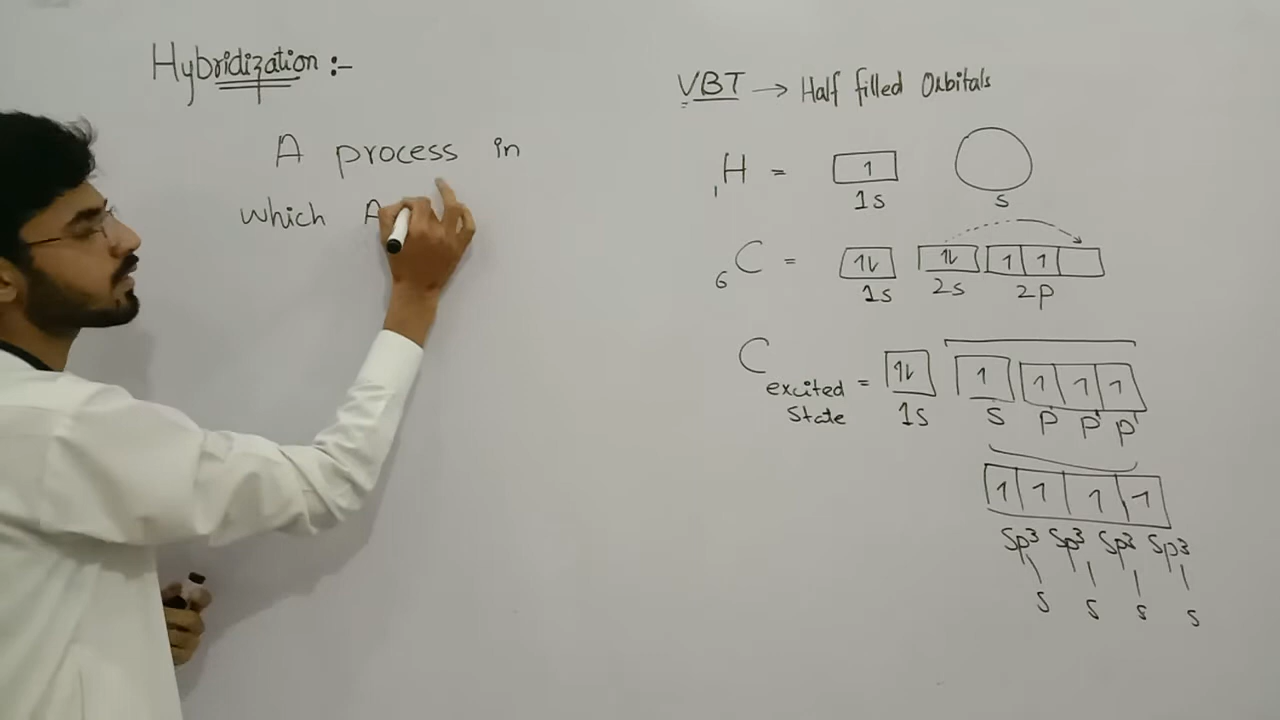 Hybridization :-
A process in
which A
VBT → Half filled Orbitals
1H = 1 s
1s
6C = 1↿⇂ 1⇂ 1 1
1s 2s 2p
C excited State = 1⇂ 1 1 1 1
1s s p p p
1 1 1 1
Sp3 Sp3 Sp3 Sp3
s s s s